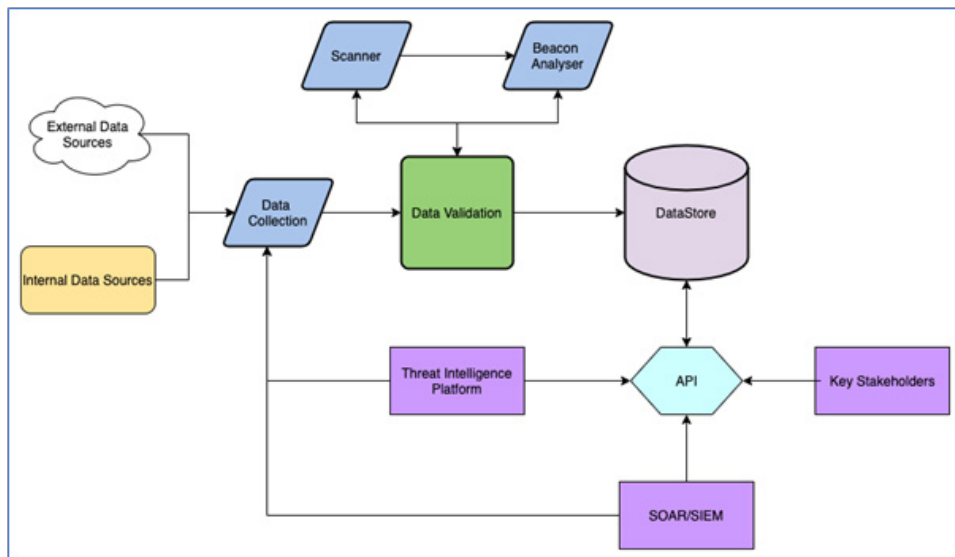 Scanner
Beacon
Analyser
External Data
Sources
Data
Collection
Data Validation
DataStore
Internal Data Sources
Threat Intelligence
Platform
API
Key Stakeholders
SOAR/SIEM